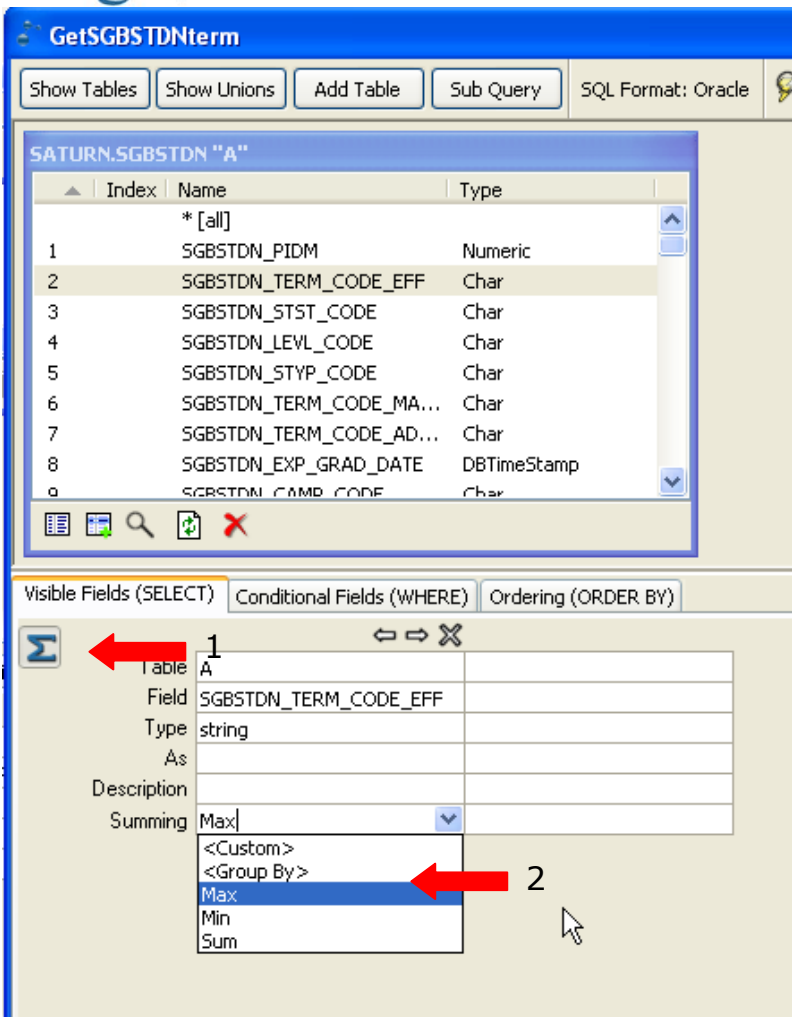 GetSGBSTDNterm
Show Tables Show Unions Add Table Sub Query SQL Format: Oracle
SATURN.SGBSTDN "A"
Index Name Type
* [all]
1 SGBSTDN_PIDM Numeric
2 SGBSTDN_TERM_CODE_EFF Char
3 SGBSTDN_STST_CODE Char
4 SGBSTDN_LEVL_CODE Char
5 SGBSTDN_STYP_CODE Char
6 SGBSTDN_TERM_CODE_MA... Char
7 SGBSTDN_TERM_CODE_AD... Char
8 SGBSTDN_EXP_GRAD_DATE DBTimeStamp
9 SGBSTDN_CAMP_CODE Char
Visible Fields (SELECT) Conditional Fields (WHERE) Ordering (ORDER BY)
Σ 1
Table A
Field SGBSTDN_TERM_CODE_EFF
Type string
As
Description
Summing Max
<Custom>
<Group By>
Max 2
Min
Sum